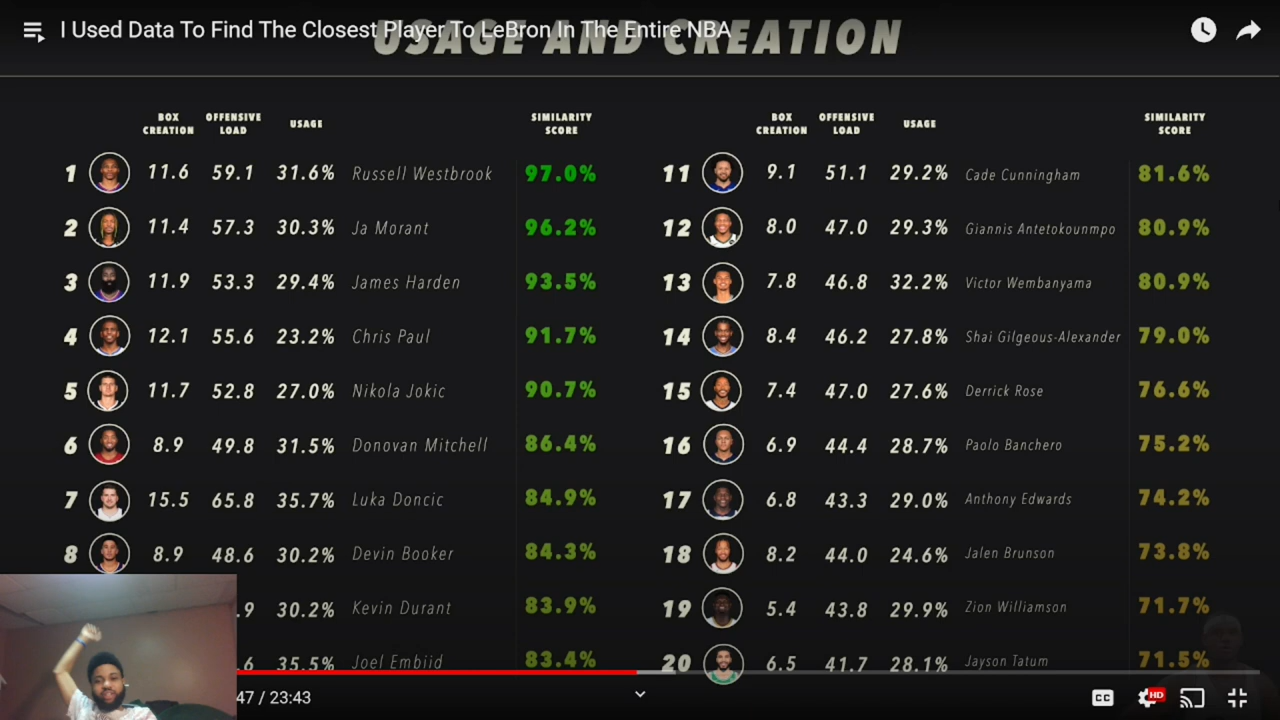 I Used Data To Find The Closest Player To LeBron In The Entire NBA
USAGE AND CREATION
BOX CREATION OFFENSIVE LOAD USAGE SIMILARITY SCORE
1 11.6 59.1 31.6% Russell Westbrook 97.0%
2 11.4 57.3 30.3% Ja Morant 96.2%
3 11.9 53.3 29.4% James Harden 93.5%
4 12.1 55.6 23.2% Chris Paul 91.7%
5 11.7 52.8 27.0% Nikola Jokic 90.7%
6 8.9 49.8 31.5% Donovan Mitchell 86.4%
7 15.5 65.8 35.7% Luka Doncic 84.9%
8 8.9 48.6 30.2% Devin Booker 84.3%
.9 30.2% Kevin Durant 83.9%
.6 35.5% Joel Embiid 83.4%
BOX CREATION OFFENSIVE LOAD USAGE SIMILARITY SCORE
11 9.1 51.1 29.2% Cade Cunningham 81.6%
12 8.0 47.0 29.3% Giannis Antetokounmpo 80.9%
13 7.8 46.8 32.2% Victor Wembanyama 80.9%
14 8.4 46.2 27.8% Shai Gilgeous-Alexander 79.0%
15 7.4 47.0 27.6% Derrick Rose 76.6%
16 6.9 44.4 28.7% Paolo Banchero 75.2%
17 6.8 43.3 29.0% Anthony Edwards 74.2%
18 8.2 44.0 24.6% Jalen Brunson 73.8%
19 5.4 43.8 29.9% Zion Williamson 71.7%
20 6.5 41.7 28.1% Jayson Tatum 71.5%
47 / 23:43
CC
HD